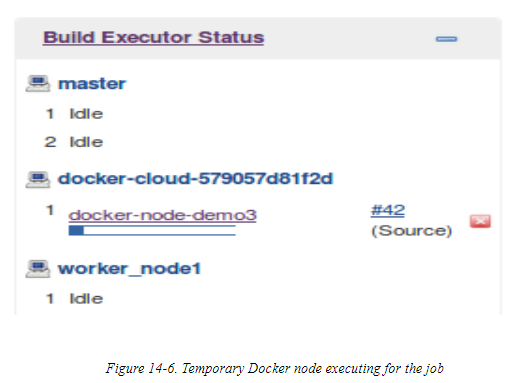 Build Executor Status
master
1 Idle
2 Idle
docker-cloud-579057d81f2d
1 docker-node-demo3 #42
(Source)
worker_node1
1 Idle
Figure 14-6. Temporary Docker node executing for the job